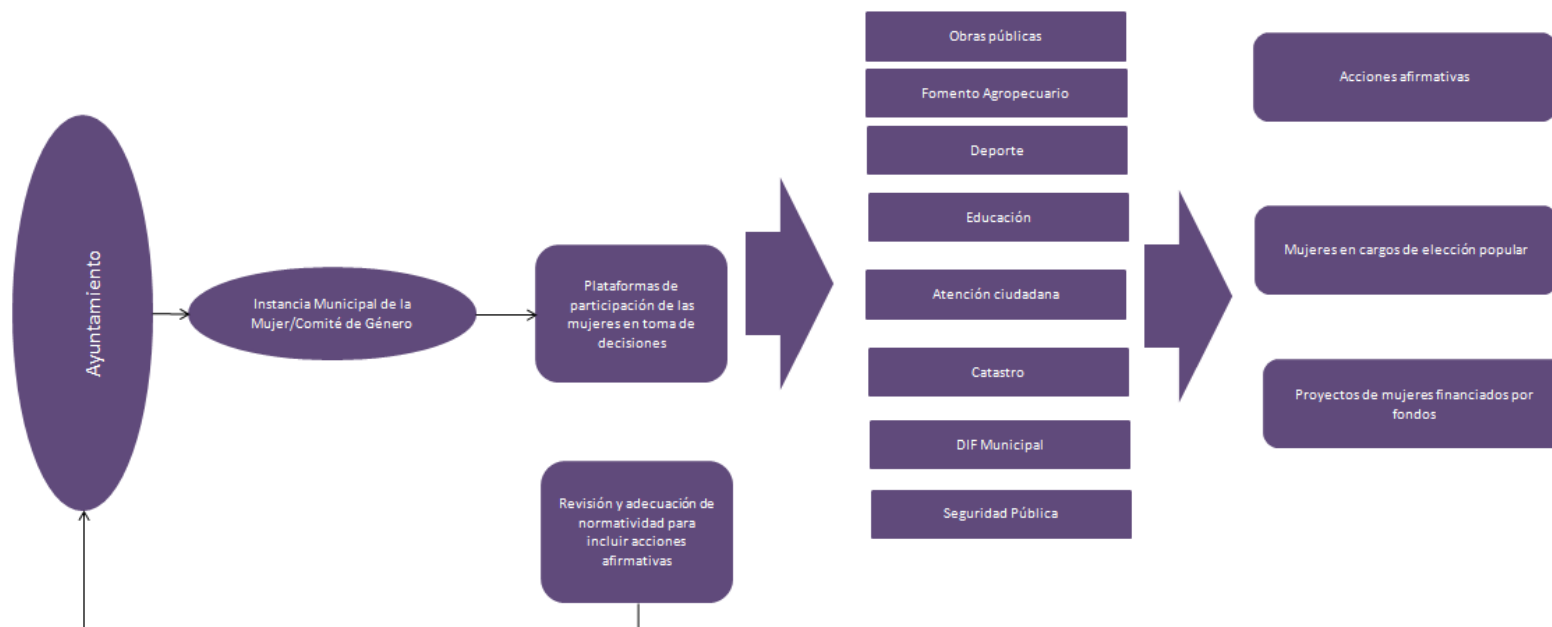 Ayuntamiento
Instancia Municipal de la
Mujer/Comité de Género
Plataformas de
participación de las
mujeres en toma de
decisiones
Revisión y adecuación de
normatividad para
incluir acciones
afirmativas
Obras públicas
Fomento Agropecuario
Deporte
Educación
Atención ciudadana
Catastro
DIF Municipal
Seguridad Pública
Acciones afirmativas
Mujeres en cargos de elección popular
Proyectos de mujeres financiados por
fondos